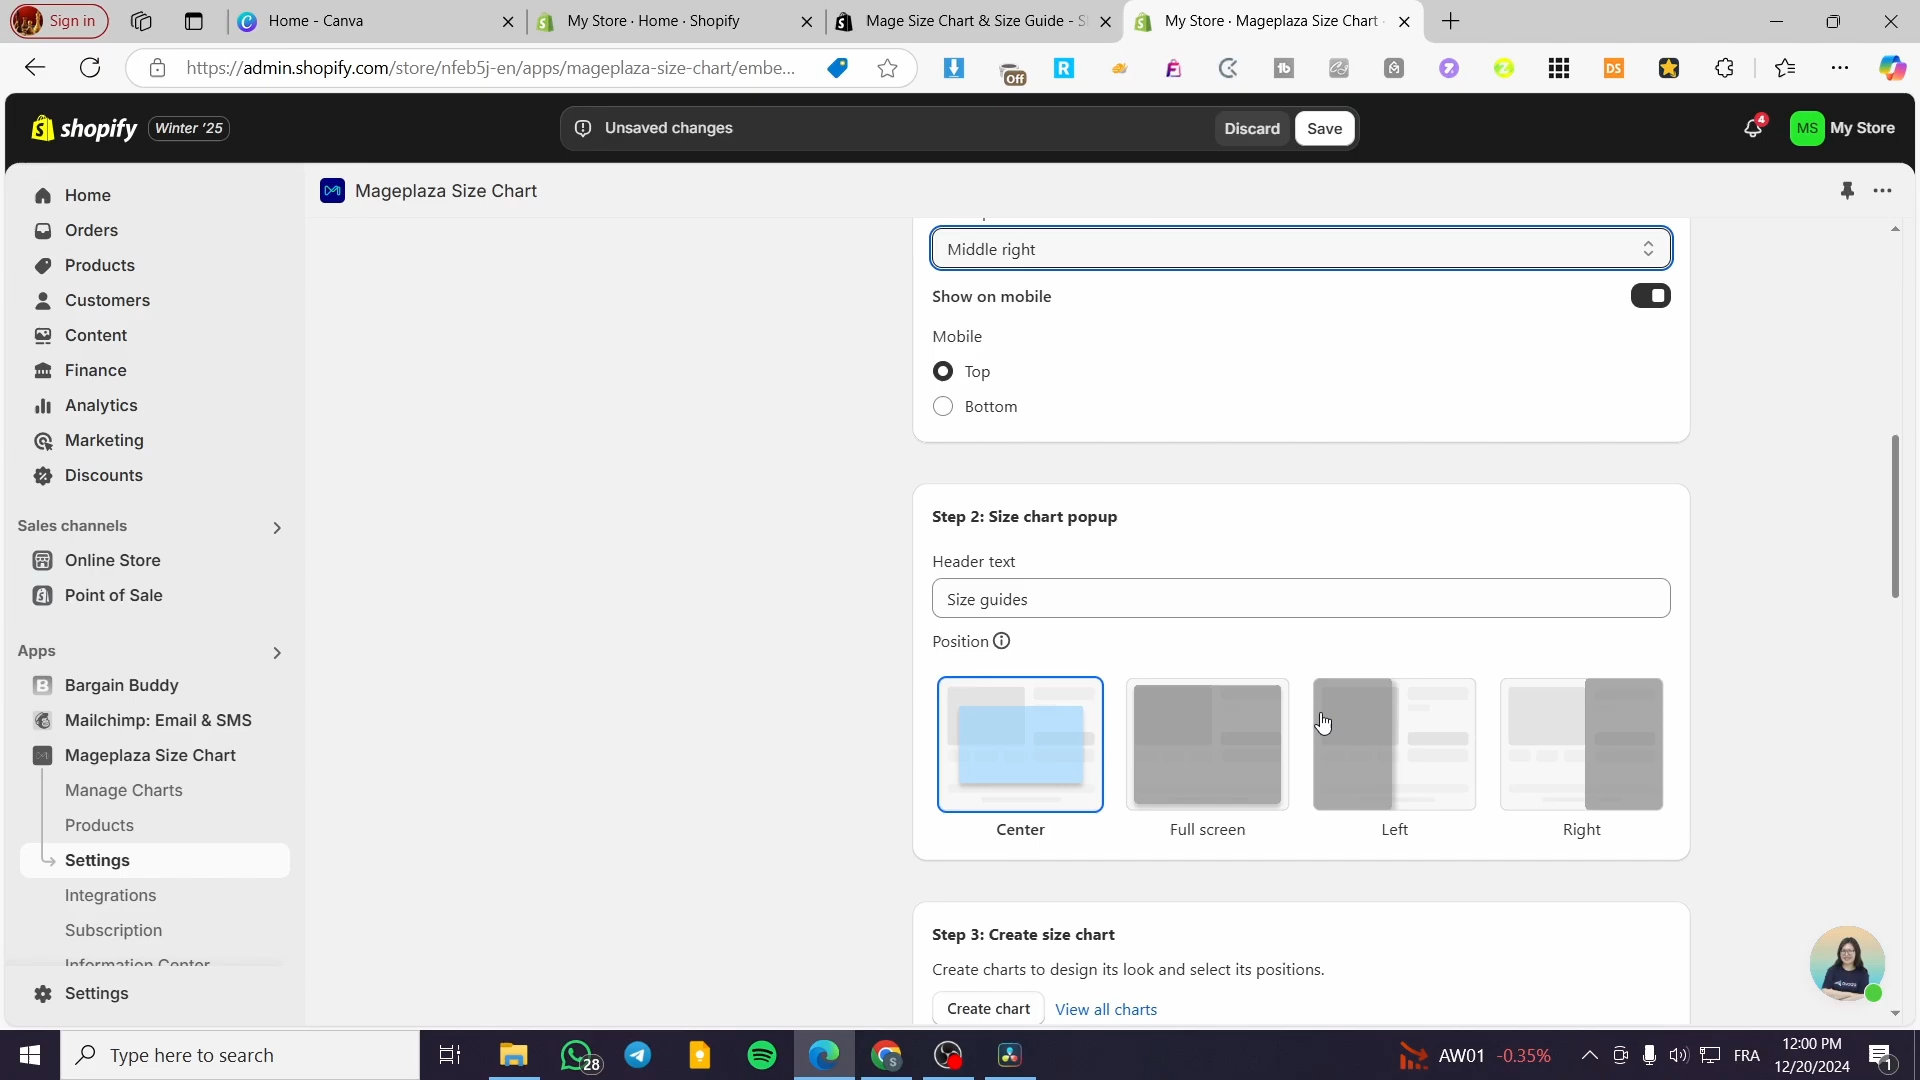 Sign in
Home - Canva
My Store · Home · Shopify
Mage Size Chart & Size Guide - S
My Store · Mageplaza Size Chart ·
https://admin.shopify.com/store/nfeb5j-en/apps/mageplaza-size-chart/embe...
Off
R
tb
DS
shopify
Winter '25
Unsaved changes
Discard
Save
4
MS
My Store
Home
Orders
Products
Customers
Content
Finance
Analytics
Marketing
Discounts
Sales channels
Online Store
Point of Sale
Apps
Bargain Buddy
Mailchimp: Email & SMS
Mageplaza Size Chart
Manage Charts
Products
Settings
Integrations
Subscription
Information Center
Settings
Mageplaza Size Chart
Middle right
Show on mobile
Mobile
Top
Bottom
Step 2: Size chart popup
Header text
Size guides
Position
Center
Full screen
Left
Right
Step 3: Create size chart
Create charts to design its look and select its positions.
Create chart
View all charts
Type here to search
28
AW01 -0.35%
FRA
12:00 PM
12/20/2024
1